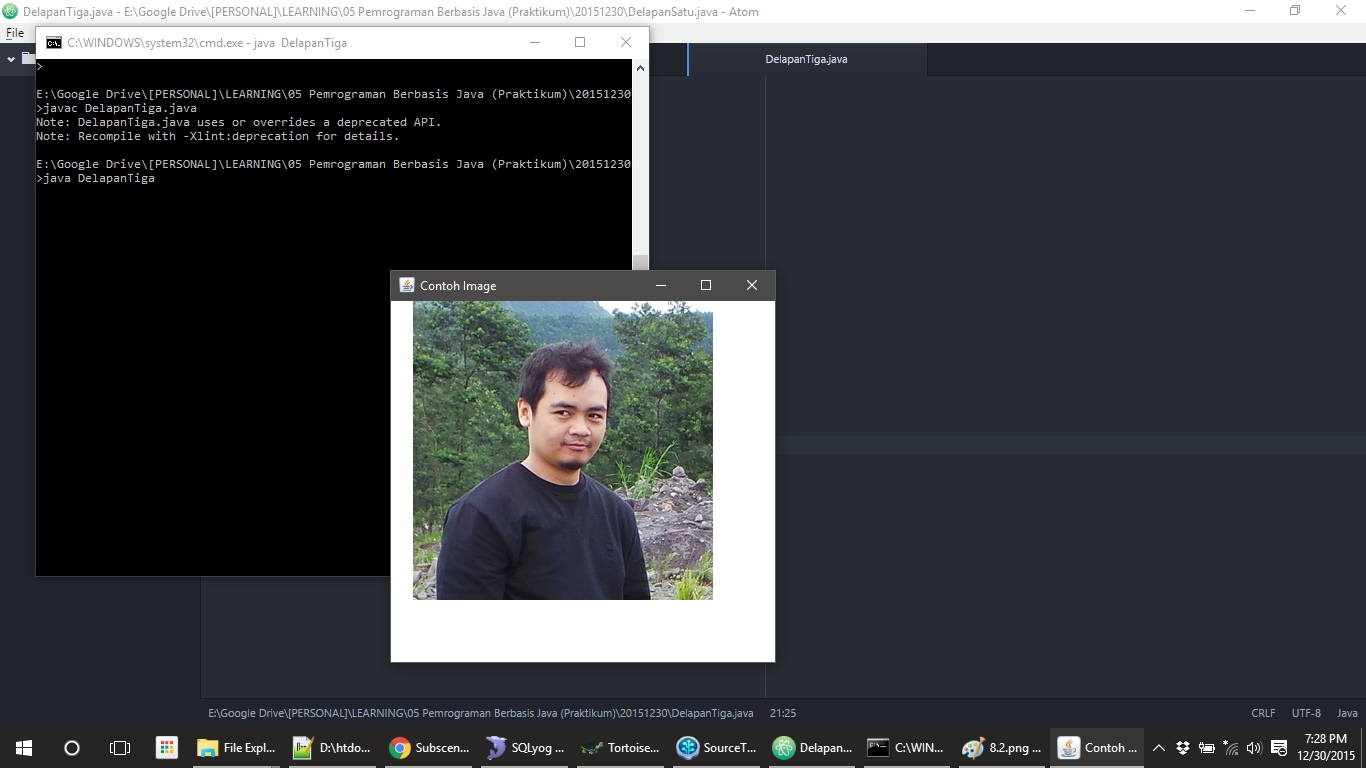 DelapanTiga.java - E:\Google Drive\[PERSONAL]\LEARNING\05 Pemrograman Berbasis Java (Praktikum)\20151230\DelapanSatu.java - Atom
File
C:\WINDOWS\system32\cmd.exe - java  DelapanTiga
DelapanTiga.java
>
E:\Google Drive\[PERSONAL]\LEARNING\05 Pemrograman Berbasis Java (Praktikum)\20151230
>javac DelapanTiga.java
Note: DelapanTiga.java uses or overrides a deprecated API.
Note: Recompile with -Xlint:deprecation for details.
E:\Google Drive\[PERSONAL]\LEARNING\05 Pemrograman Berbasis Java (Praktikum)\20151230
>java DelapanTiga
Contoh Image
E:\Google Drive\[PERSONAL]\LEARNING\05 Pemrograman Berbasis Java (Praktikum)\20151230\DelapanTiga.java 21:25 CRLF UTF-8 Java
File Expl... D:\htdo... Subscen... SQLyog ... Tortoise... SourceT... Delapan... C:\WIN... 8.2.png ... Contoh ... 7:28 PM
12/30/2015